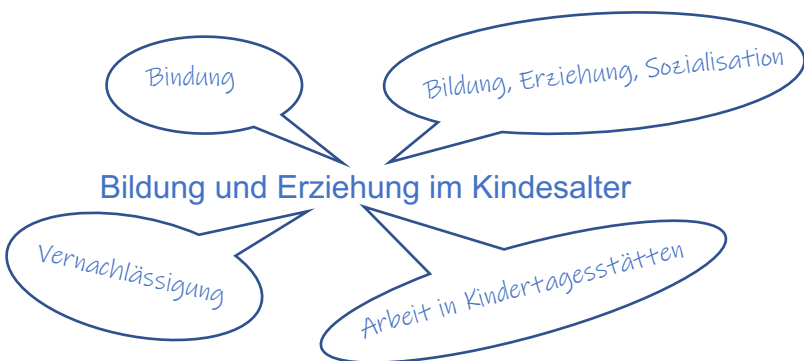 Bindung
Bildung, Erziehung, Sozialisation
Bildung und Erziehung im Kindesalter
Vernachlässigung
Arbeit in Kindertagesstätten